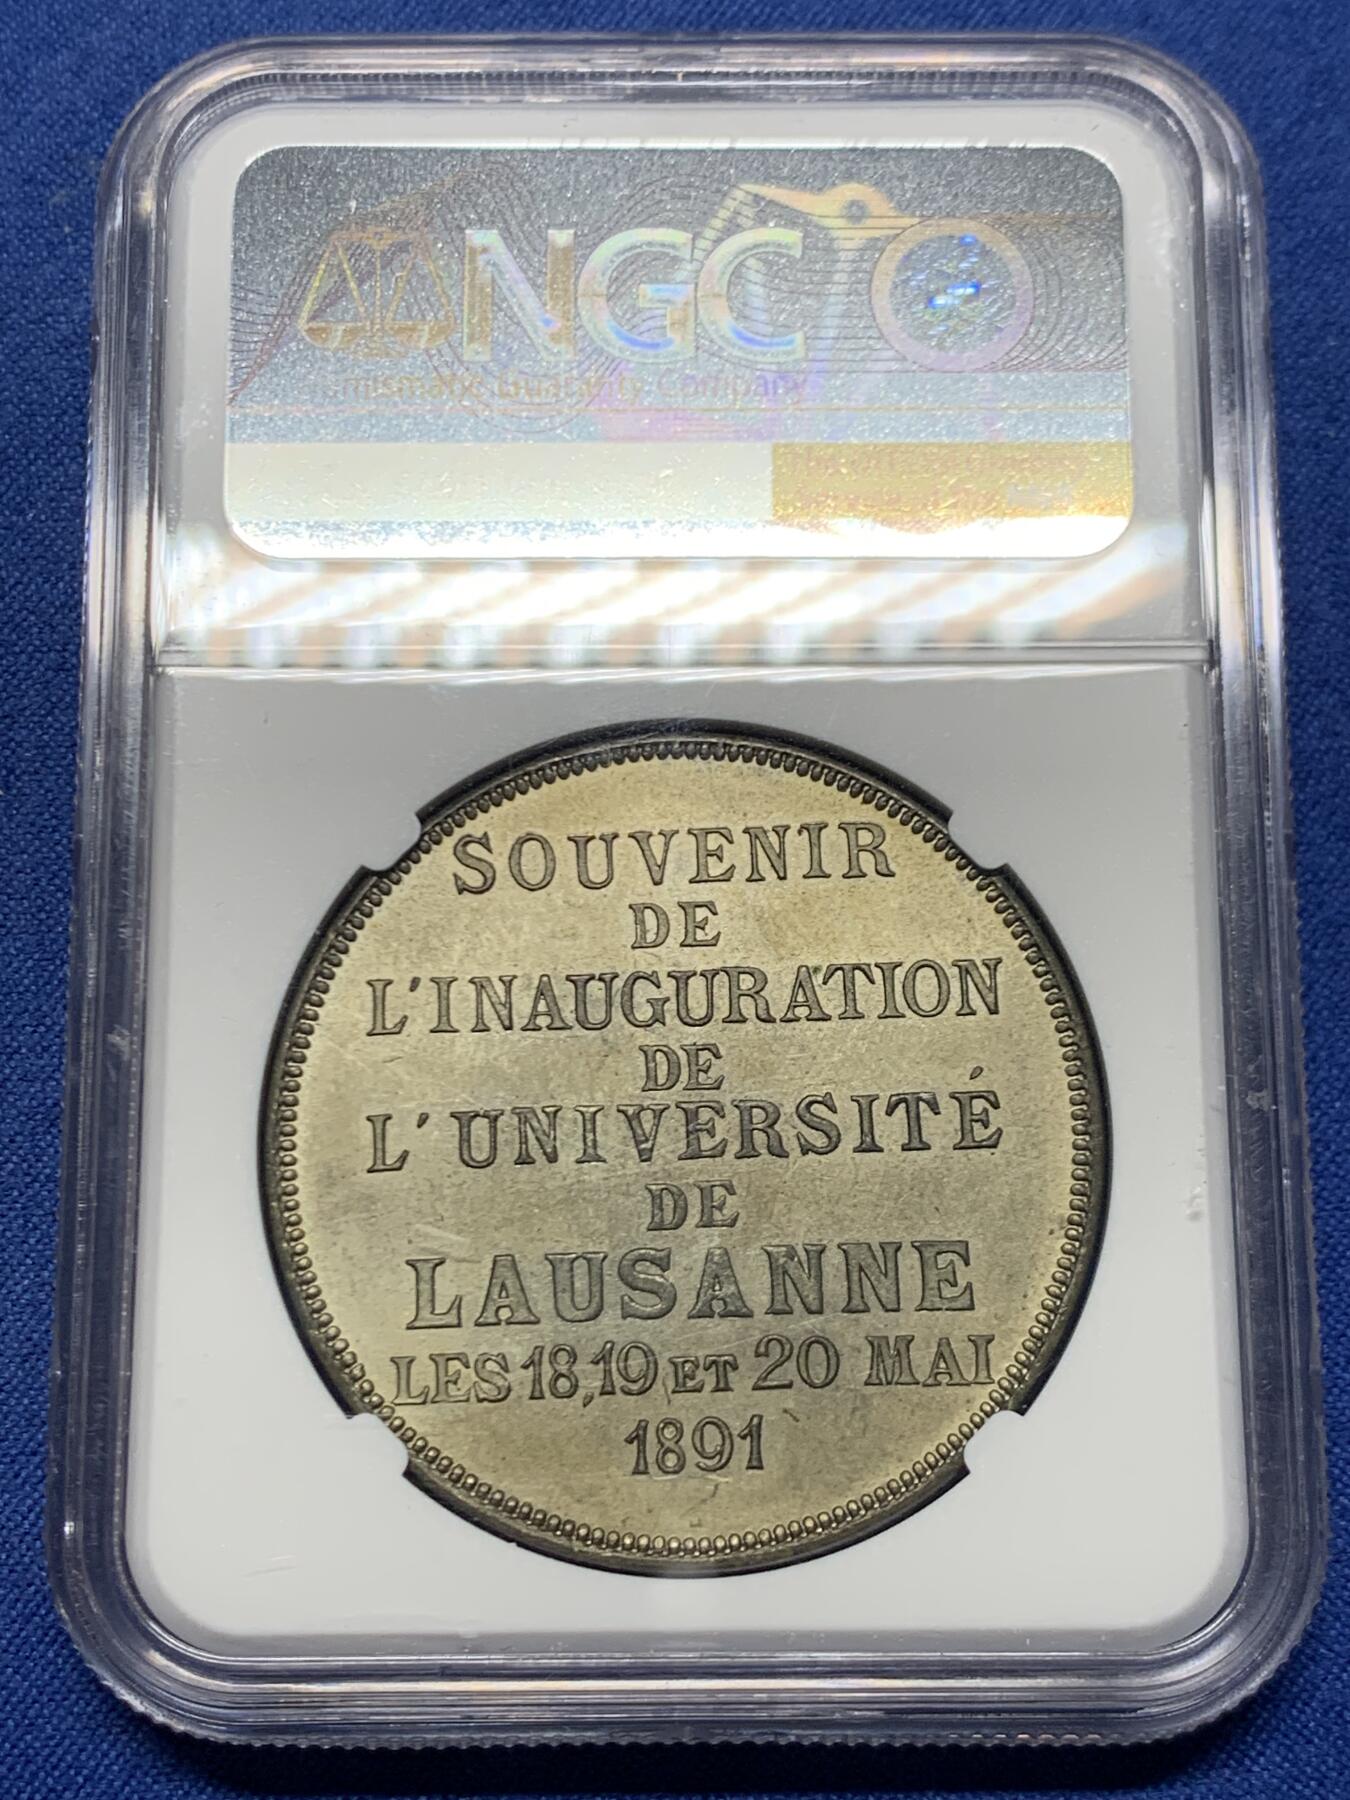 NGC
Numismatic Guaranty Company
SOUVENIR
DE
L'INAUGURATION
DE
L'UNIVERSITÉ
DE
LAUSANNE
LES 18,19 ET 20 MAI
1891